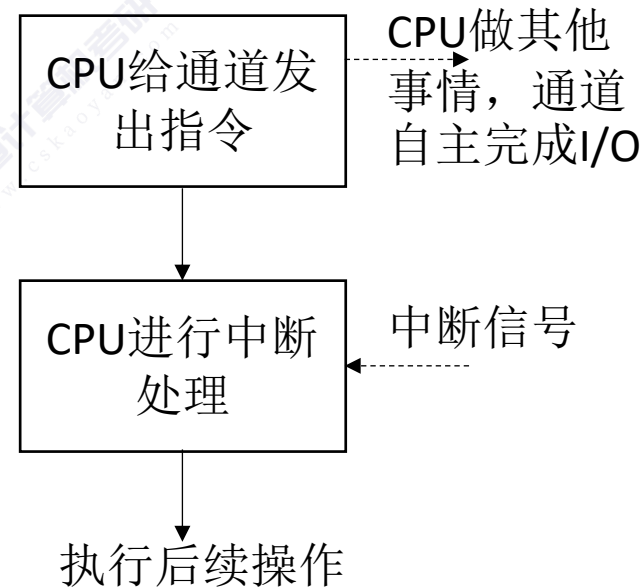 CPU给通道发
出指令
CPU做其他
事情，通道
自主完成I/O
CPU进行中断
处理
中断信号
执行后续操作